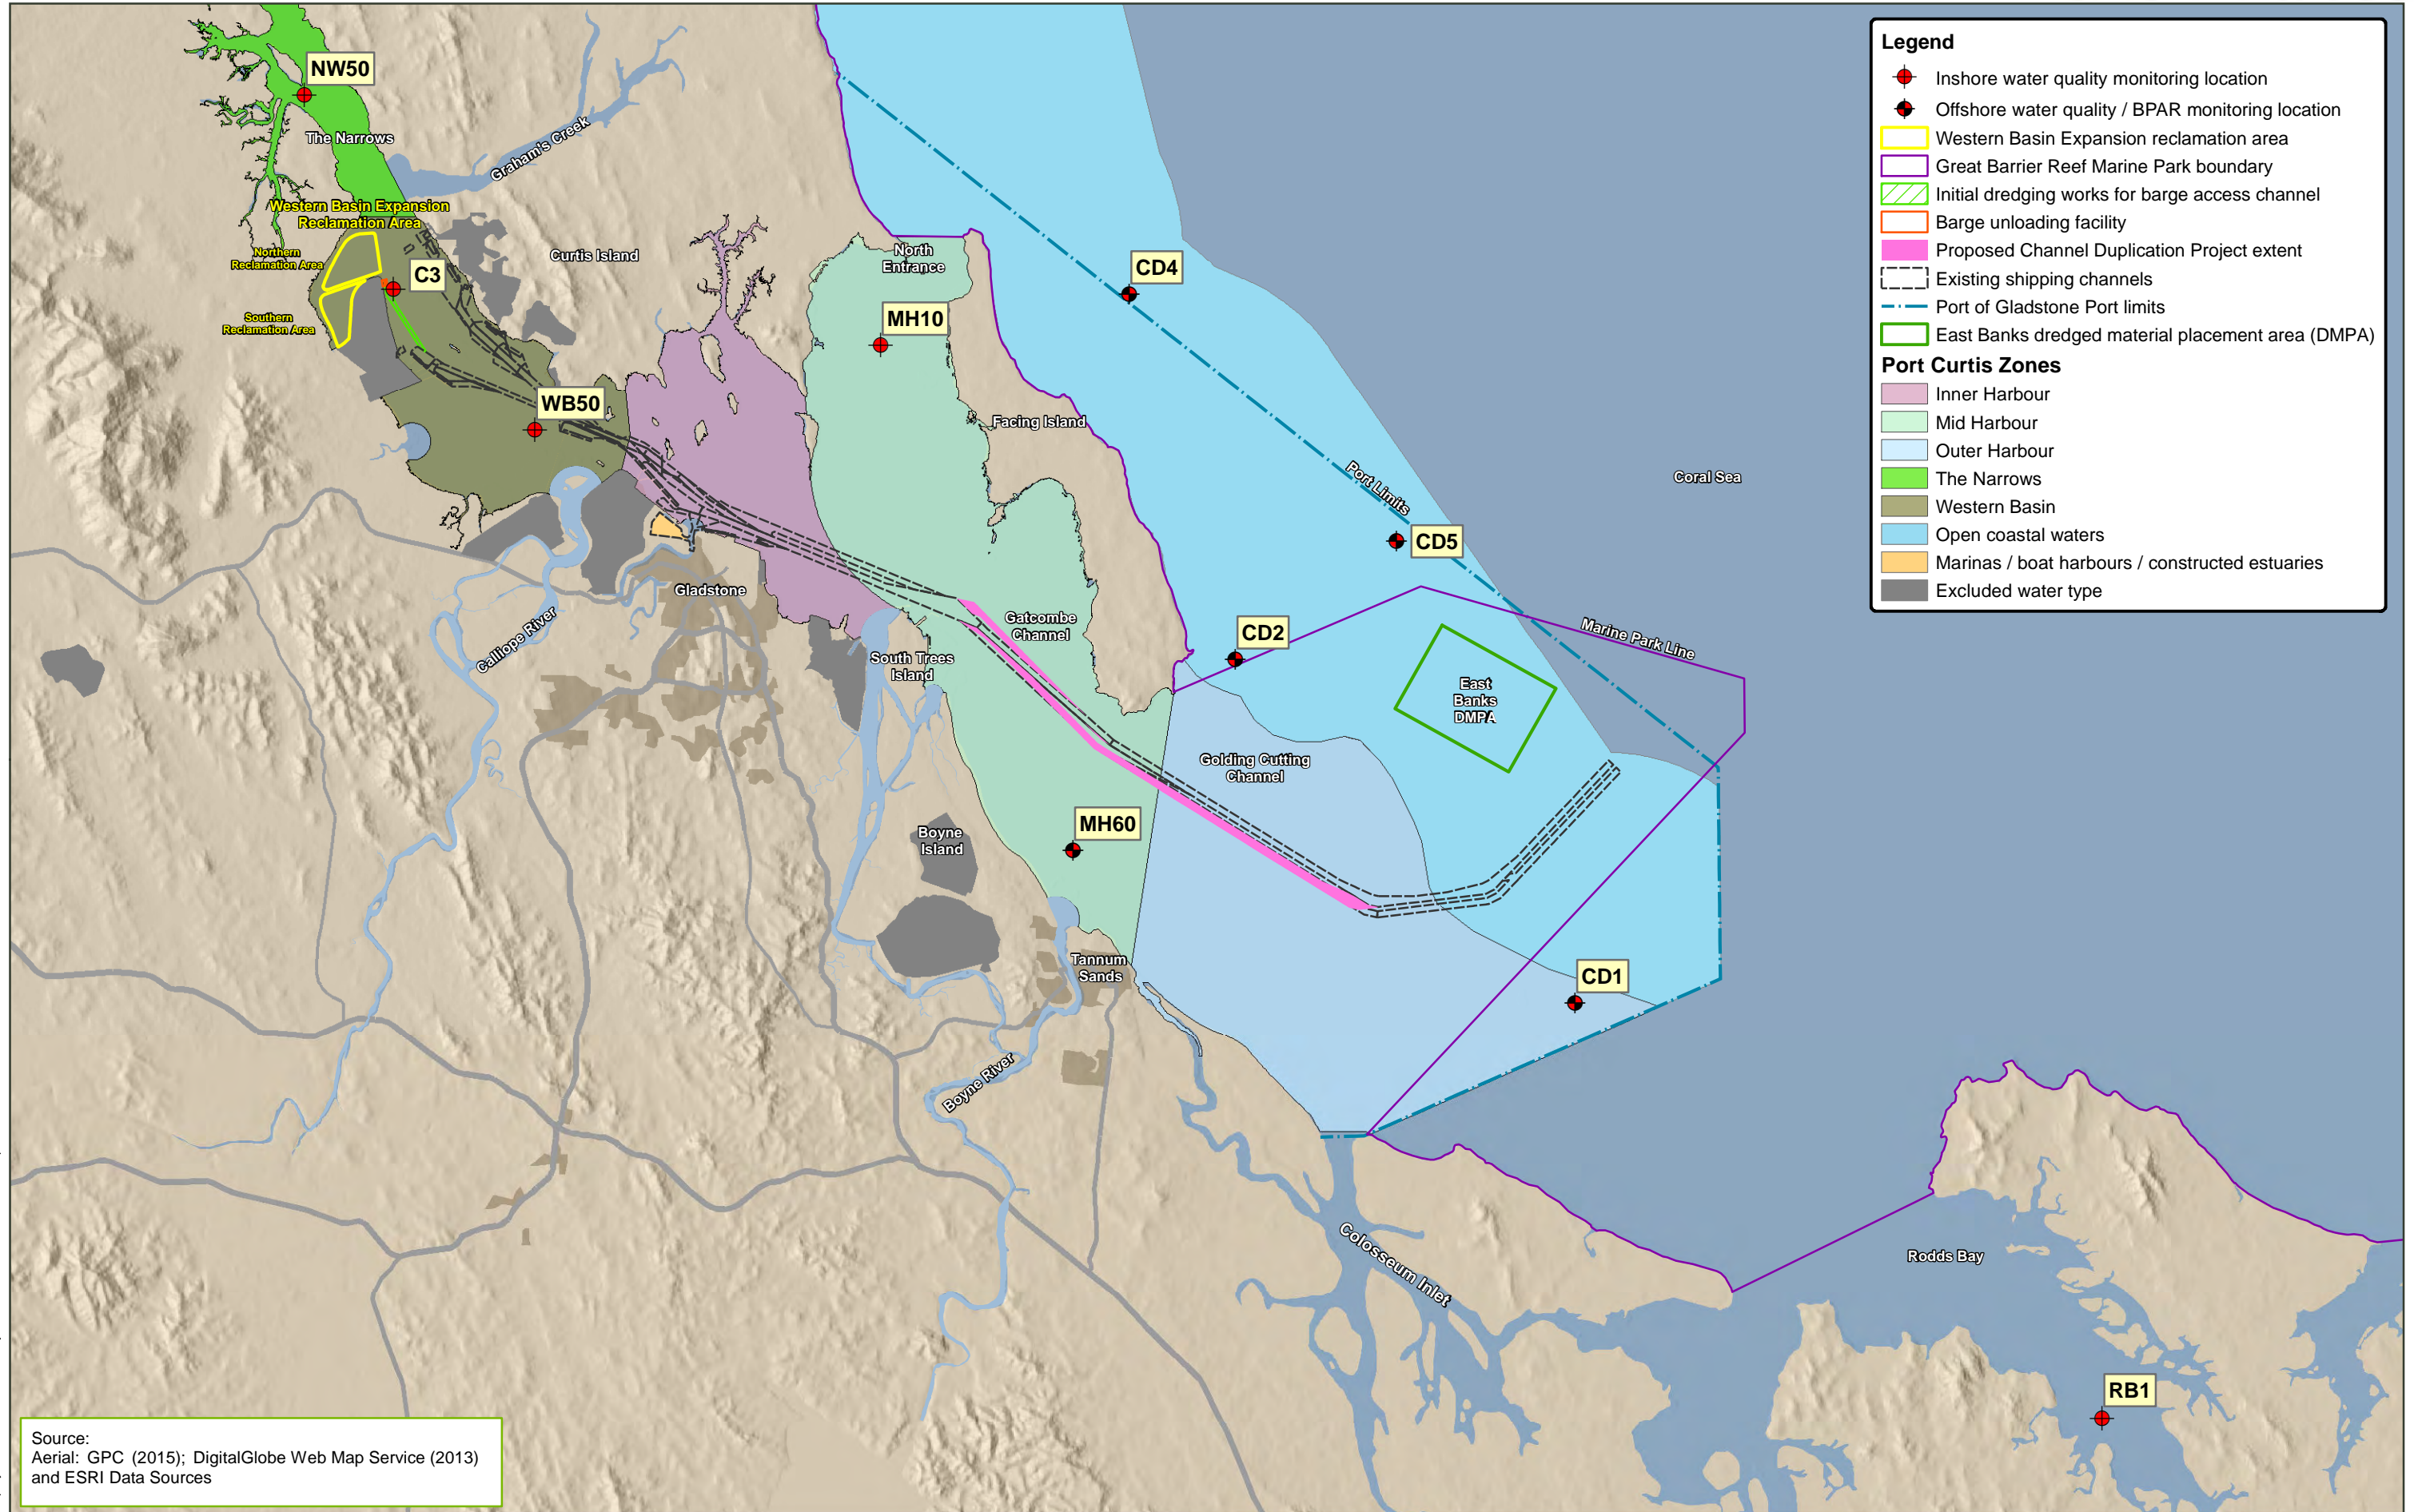 NW50
The Narrows
Graham's Creek
Western Basin Expansion
Reclamation Area
Northern
Reclamation Area
C3
Southern
Reclamation Area
Curtis Island
North
Entrance
MH10
CD4
WB50
Facing Island
Port Limits
Coral Sea
CD5
Gladstone
Calliope River
Gatcombe
Channel
CD2
Marine Park Line
South Trees
Island
East
Banks
DMPA
Golding Cutting
Channel
MH60
Boyne
Island
Tannum
Sands
CD1
Boyne River
Colosseum Inlet
Rodds Bay
RB1
Legend
Inshore water quality monitoring location
Offshore water quality / BPAR monitoring location
Western Basin Expansion reclamation area
Great Barrier Reef Marine Park boundary
Initial dredging works for barge access channel
Barge unloading facility
Proposed Channel Duplication Project extent
Existing shipping channels
Port of Gladstone Port limits
East Banks dredged material placement area (DMPA)
Port Curtis Zones
Inner Harbour
Mid Harbour
Outer Harbour
The Narrows
Western Basin
Open coastal waters
Marinas / boat harbours / constructed estuaries
Excluded water type
Source:
Aerial: GPC (2015); DigitalGlobe Web Map Service (2013)
and ESRI Data Sources